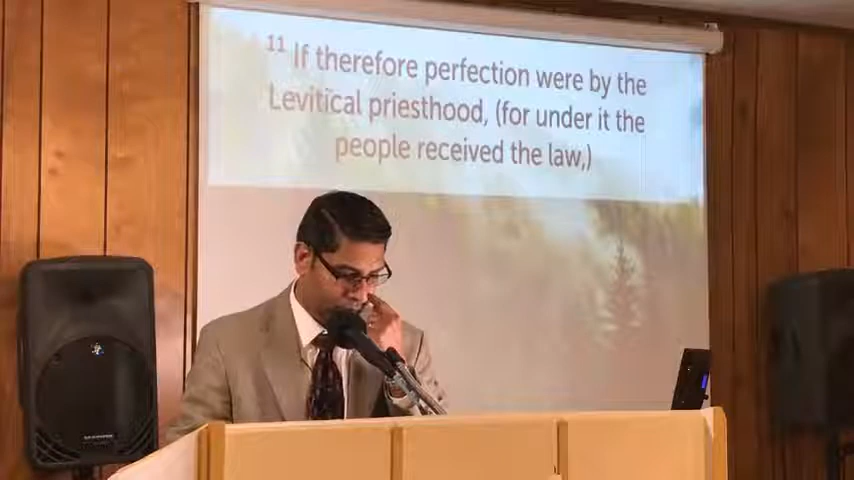 11 If therefore perfection were by the
Levitical priesthood, (for under it the
people received the law,)